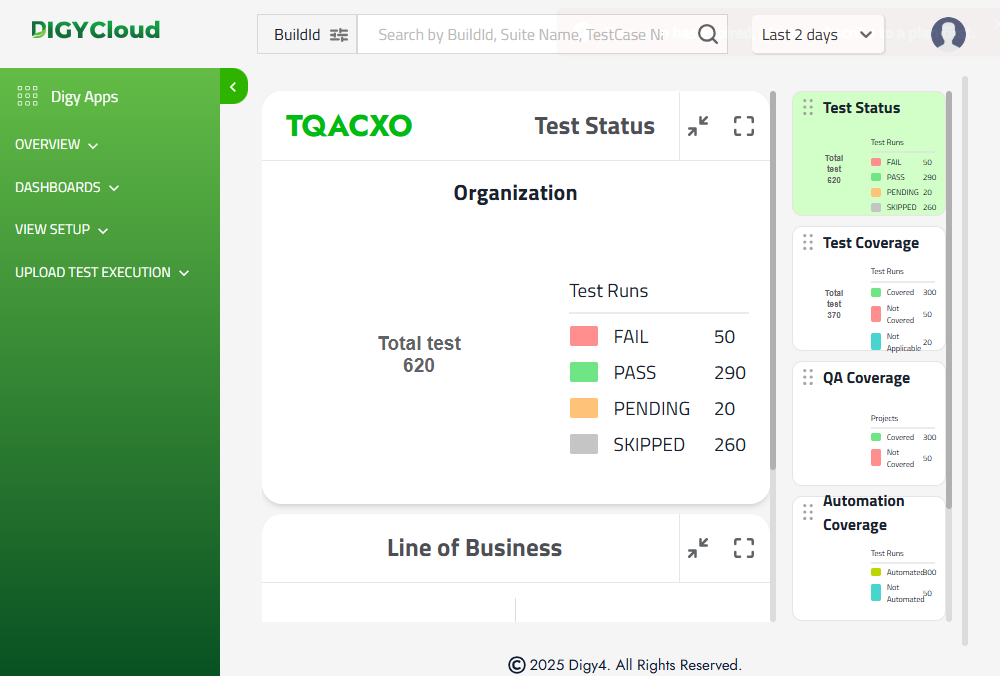 DIGYCloud
BuildId
Search by BuildId, Suite Name, TestCase Na
Last 2 days
Digy Apps
OVERVIEW
DASHBOARDS
VIEW SETUP
UPLOAD TEST EXECUTION
TQACXO
Test Status
Organization
Total test
620
Test Runs
FAIL 50
PASS 290
PENDING 20
SKIPPED 260
Line of Business
Test Status
Total
test
620
Test Runs
FAIL 50
PASS 290
PENDING 20
SKIPPED 260
Test Coverage
Total
test
370
Test Runs
Covered 300
Not
Covered 50
Not
Applicable 20
QA Coverage
Projects
Covered 300
Not
Covered 50
Automation
Coverage
Test Runs
Automated 300
Not
Automated 50
© 2025 Digy4. All Rights Reserved.